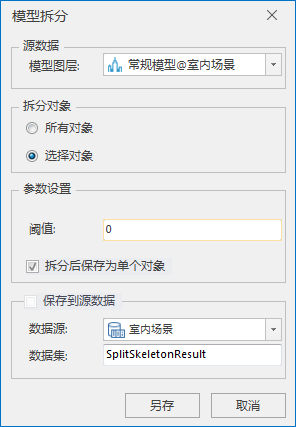 模型拆分
源数据
模型图层: 常规模型@室内场景
拆分对象
所有对象
选择对象
参数设置
阈值: 0
拆分后保存为单个对象
保存到源数据
数据源: 室内场景
数据集: SplitSkeletonResult
另存 取消